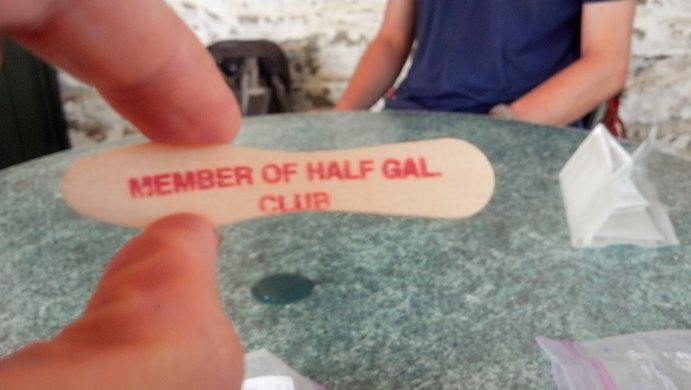 MEMBER OF HALF GAL.
CLUB